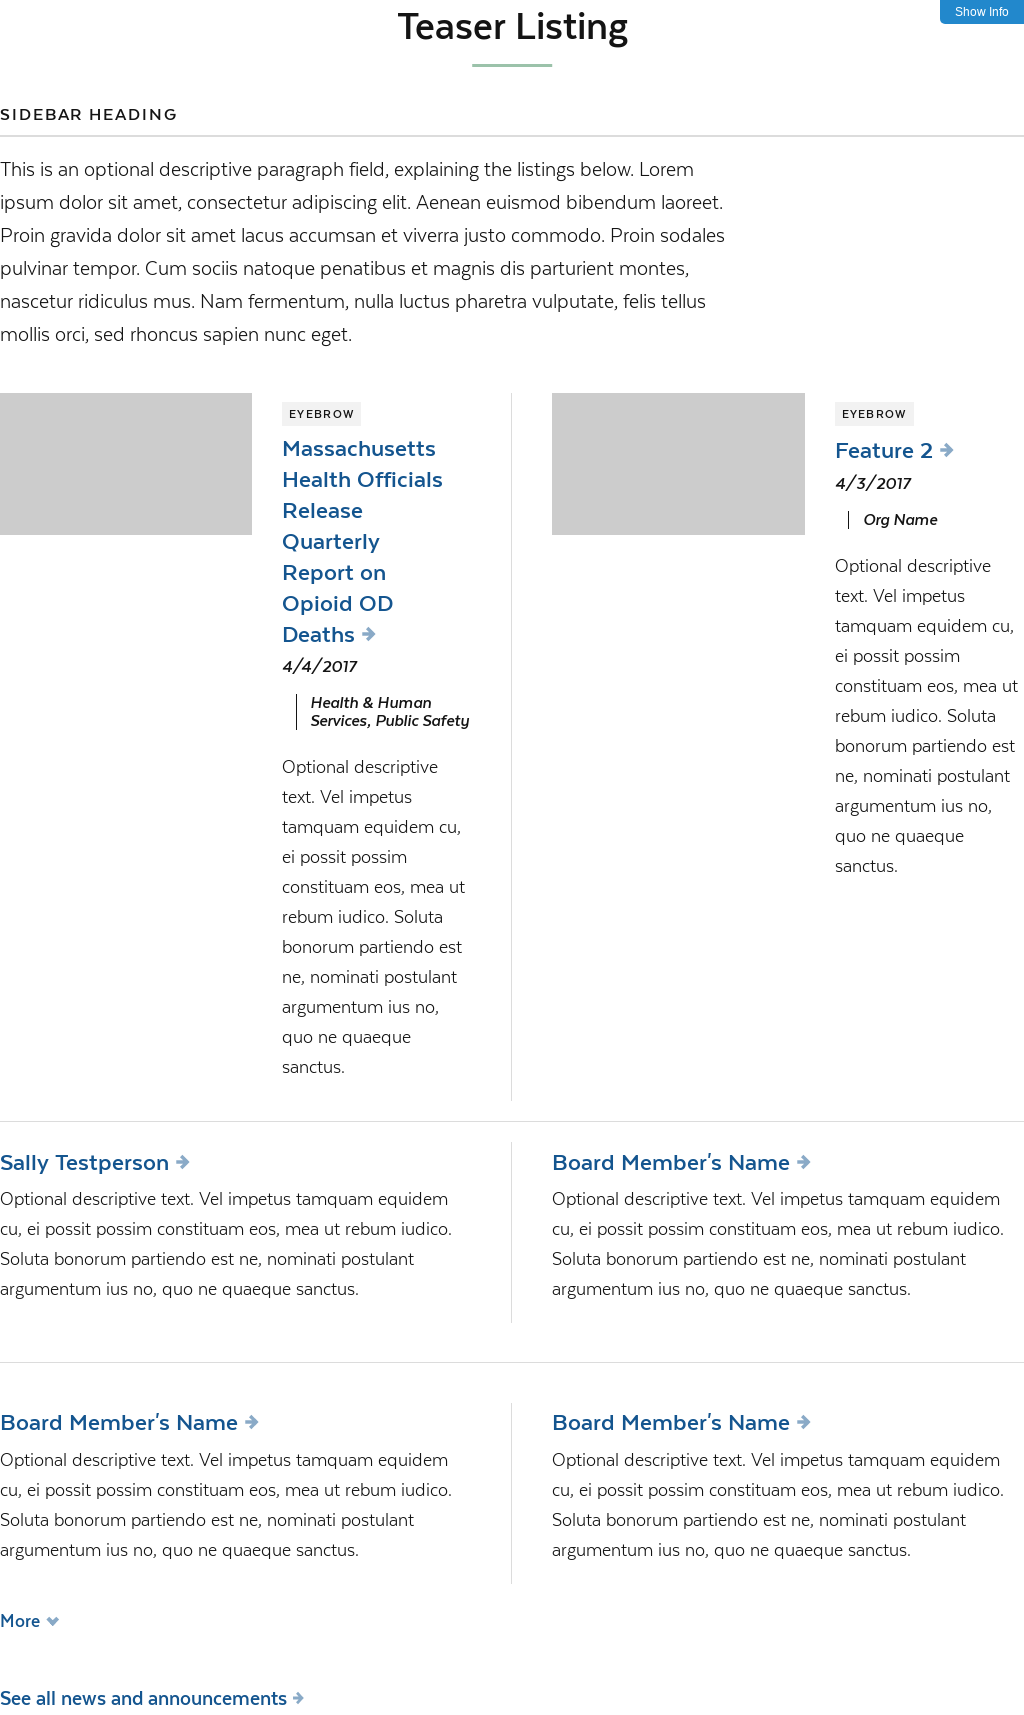 Show Info
Teaser Listing
SIDEBAR HEADING
This is an optional descriptive paragraph field, explaining the listings below. Lorem
ipsum dolor sit amet, consectetur adipiscing elit. Aenean euismod bibendum laoreet.
Proin gravida dolor sit amet lacus accumsan et viverra justo commodo. Proin sodales
pulvinar tempor. Cum sociis natoque penatibus et magnis dis parturient montes,
nascetur ridiculus mus. Nam fermentum, nulla luctus pharetra vulputate, felis tellus
mollis orci, sed rhoncus sapien nunc eget.
EYEBROW
Massachusetts
Health Officials
Release
Quarterly
Report on
Opioid OD
Deaths
4/4/2017
Health & Human
Services, Public Safety
Optional descriptive
text. Vel impetus
tamquam equidem cu,
ei possit possim
constituam eos, mea ut
rebum iudico. Soluta
bonorum partiendo est
ne, nominati postulant
argumentum ius no,
quo ne quaeque
sanctus.
EYEBROW
Feature 2
4/3/2017
Org Name
Optional descriptive
text. Vel impetus
tamquam equidem cu,
ei possit possim
constituam eos, mea ut
rebum iudico. Soluta
bonorum partiendo est
ne, nominati postulant
argumentum ius no,
quo ne quaeque
sanctus.
Sally Testperson
Optional descriptive text. Vel impetus tamquam equidem
cu, ei possit possim constituam eos, mea ut rebum iudico.
Soluta bonorum partiendo est ne, nominati postulant
argumentum ius no, quo ne quaeque sanctus.
Board Member's Name
Optional descriptive text. Vel impetus tamquam equidem
cu, ei possit possim constituam eos, mea ut rebum iudico.
Soluta bonorum partiendo est ne, nominati postulant
argumentum ius no, quo ne quaeque sanctus.
Board Member's Name
Optional descriptive text. Vel impetus tamquam equidem
cu, ei possit possim constituam eos, mea ut rebum iudico.
Soluta bonorum partiendo est ne, nominati postulant
argumentum ius no, quo ne quaeque sanctus.
Board Member's Name
Optional descriptive text. Vel impetus tamquam equidem
cu, ei possit possim constituam eos, mea ut rebum iudico.
Soluta bonorum partiendo est ne, nominati postulant
argumentum ius no, quo ne quaeque sanctus.
More
See all news and announcements